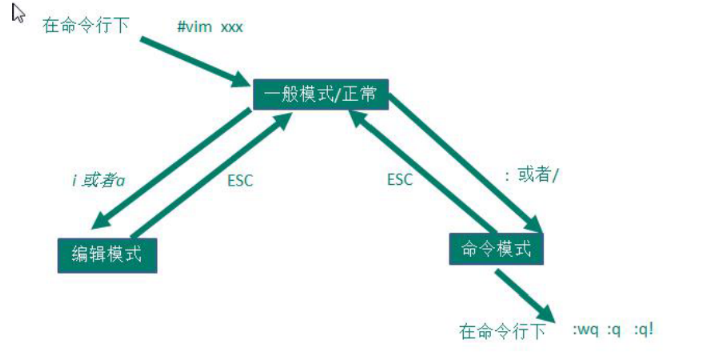 在命令行下 #vim xxx
一般模式/正常
i 或者a
ESC
ESC
: 或者/
编辑模式
命令模式
在命令行下 :wq :q :q!